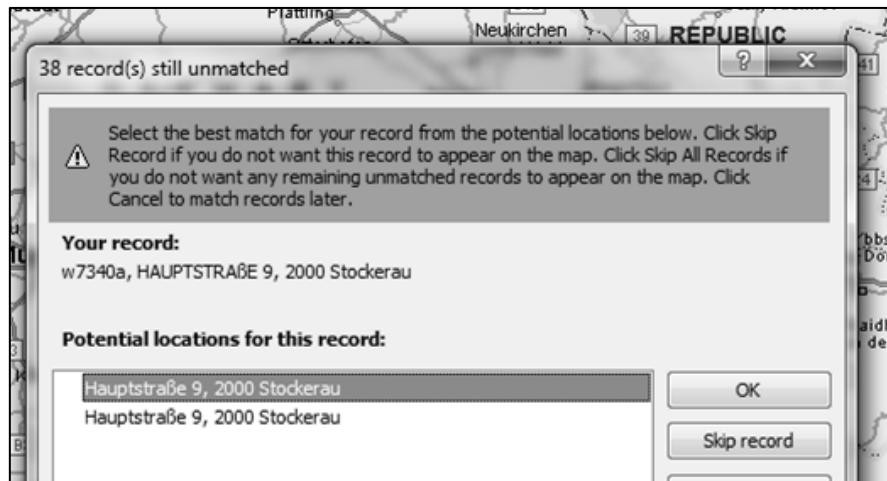 Plattling
Neukirchen
39
REPUBLIC
41
38 record(s) still unmatched
?
X
Select the best match for your record from the potential locations below. Click Skip
Record if you do not want this record to appear on the map. Click Skip All Records if
you do not want any remaining unmatched records to appear on the map. Click
Cancel to match records later.
4
Your record:
w7340a, HAUPTSTRAßE 9, 2000 Stockerau
Potential locations for this record:
Hauptstraße 9, 2000 Stockerau
OK
Hauptstraße 9, 2000 Stockerau
Skip record